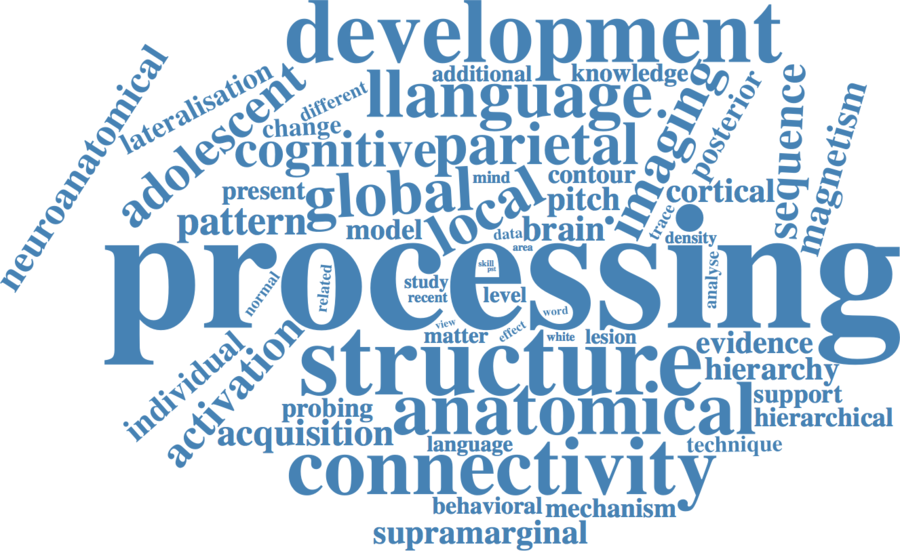 development
additional knowledge
llanguage
neuroanatomical
lateralisation
different
adolescent
change
cognitive parietal
imaging
posterior
sequence
magnetism
present
global
mind
contour
pitch
cortical
pattern
model
local
data
brain
trace
density
area
processing
normal
related
study
recent
skill
pst
level
word
analyse
view
matter
effect
white
lesion
structure
evidence
hierarchy
individual
activation
probing
anatomical
support
hierarchical
acquisition
language
technique
connectivity
behavioral mechanism
supramarginal